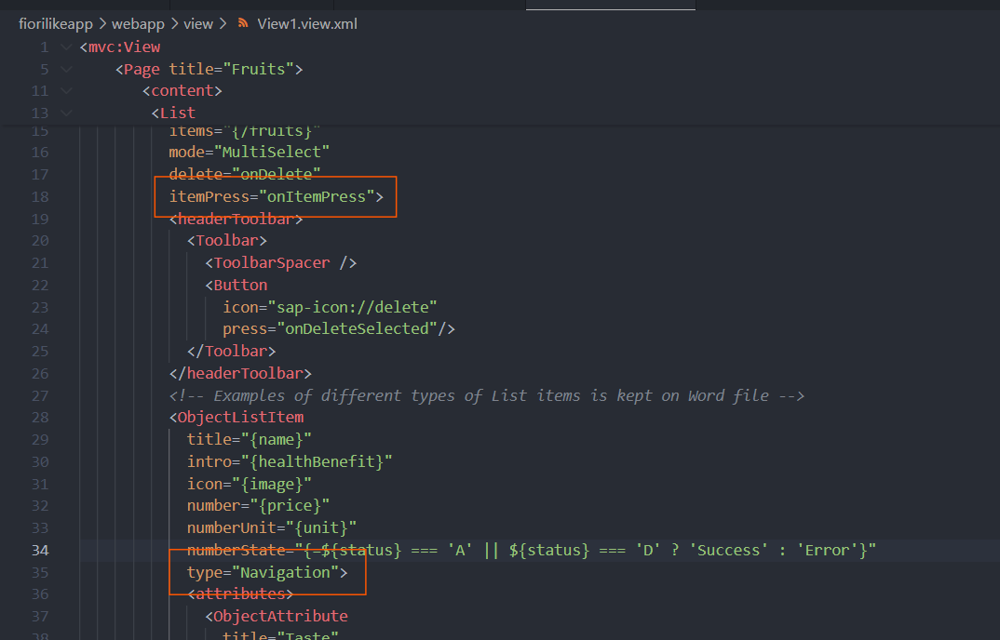 fiorilikeapp > webapp > view > View1.view.xml
1 <mvc:View
5 <Page title="Fruits">
11 <content>
13 <List
15 items="{/fruits}"
16 mode="MultiSelect"
17 delete="onDelete"
18 itemPress="onItemPress">
19 <headerToolbar>
20 <Toolbar>
21 <ToolbarSpacer />
22 <Button
23 icon="sap-icon://delete"
24 press="onDeleteSelected"/>
25 </Toolbar>
26 </headerToolbar>
27 <!-- Examples of different types of List items is kept on Word file -->
28 <ObjectListItem
29 title="{name}"
30 intro="{healthBenefit}"
31 icon="{image}"
32 number="{price}"
33 numberUnit="{unit}"
34 numberState="{=${status} === 'A' || ${status} === 'D' ? 'Success' : 'Error'}"
35 type="Navigation">
36 <attributes>
37 <ObjectAttribute
38 title="Taste"